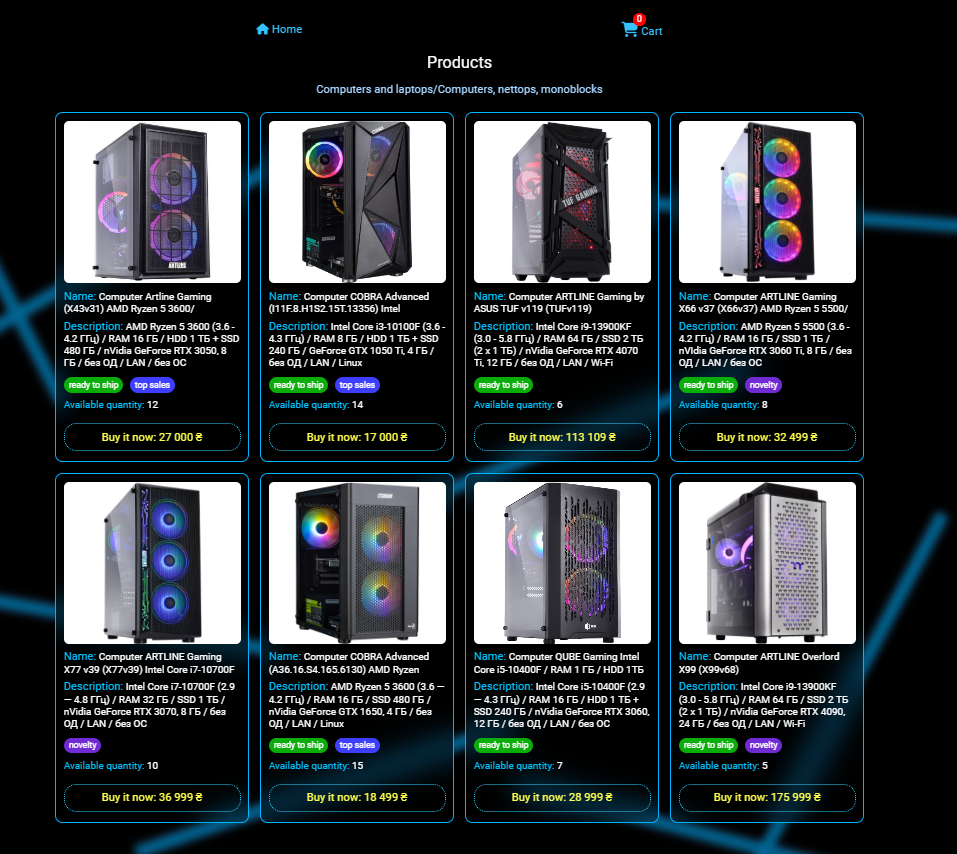 Home
0
Cart
Products
Computers and laptops/Computers, nettops, monoblocks
ARTLINE
Name: Computer Artline Gaming
(X43v31) AMD Ryzen 5 3600/
Description: AMD Ryzen 5 3600 (3.6 -
4.2 ГГц) / RAM 16 ГБ / HDD 1 ТБ + SSD
480 ГБ / nVidia GeForce RTX 3050, 8
ГБ / без ОД / LAN / без ОС
ready to ship top sales
Available quantity: 12
Buy it now: 27 000 ₴
Name: Computer COBRA Advanced
(I11F.8.H1S2.15T.13356) Intel
Description: Intel Core i3-10100F (3.6 -
4.3 ГГц) / RAM 8 ГБ / HDD 1 ТБ + SSD
240 ГБ / GeForce GTX 1050 Ti, 4 ГБ /
без ОД / LAN / Linux
ready to ship top sales
Available quantity: 14
Buy it now: 17 000 ₴
TUF GAMING
Name: Computer ARTLINE Gaming by
ASUS TUF v119 (TUFv119)
Description: Intel Core i9-13900KF
(3.0 - 5.8 ГГц) / RAM 64 ГБ / SSD 2 ТБ
(2 x 1 ТБ) / nVidia GeForce RTX 4070
Ti, 12 ГБ / без ОД / LAN / Wi-Fi
ready to ship
Available quantity: 6
Buy it now: 113 109 ₴
Name: Computer ARTLINE Gaming
X66 v37 (X66v37) AMD Ryzen 5 5500/
Description: AMD Ryzen 5 5500 (3.6 -
4.2 ГГц) / RAM 16 ГБ / SSD 1 ТБ /
nVidia GeForce RTX 3060 Ti, 8 ГБ / без
ОД / LAN / без ОС
ready to ship novelty
Available quantity: 8
Buy it now: 32 499 ₴
Name: Computer ARTLINE Gaming
X77 v39 (X77v39) Intel Core i7-10700F
Description: Intel Core i7-10700F (2.9
— 4.8 ГГц) / RAM 32 ГБ / SSD 1 ТБ /
nVidia GeForce RTX 3070, 8 ГБ / без
ОД / LAN / без ОС
novelty
Available quantity: 10
Buy it now: 36 999 ₴
Name: Computer COBRA Advanced
(A36.16.S4.165.6130) AMD Ryzen
Description: AMD Ryzen 5 3600 (3.6 —
4.2 ГГц) / RAM 16 ГБ / SSD 480 ГБ /
nVidia GeForce GTX 1650, 4 ГБ / без
ОД / LAN / Linux
ready to ship top sales
Available quantity: 15
Buy it now: 18 499 ₴
Name: Computer QUBE Gaming Intel
Core i5-10400F / RAM 1 ГБ / HDD 1ТБ
Description: Intel Core i5-10400F (2.9
— 4.3 ГГц) / RAM 16 ГБ / HDD 1 ТБ +
SSD 240 ГБ / nVidia GeForce RTX 3060,
12 ГБ / без ОД / LAN / без ОС
ready to ship
Available quantity: 7
Buy it now: 28 999 ₴
Name: Computer ARTLINE Overlord
X99 (X99v68)
Description: Intel Core i9-13900KF
(3.0 - 5.8 ГГц) / RAM 64 ГБ / SSD 2 ТБ
(2 x 1 ТБ) / nVidia GeForce RTX 4090,
24 ГБ / без ОД / LAN / Wi-Fi
ready to ship novelty
Available quantity: 5
Buy it now: 175 999 ₴